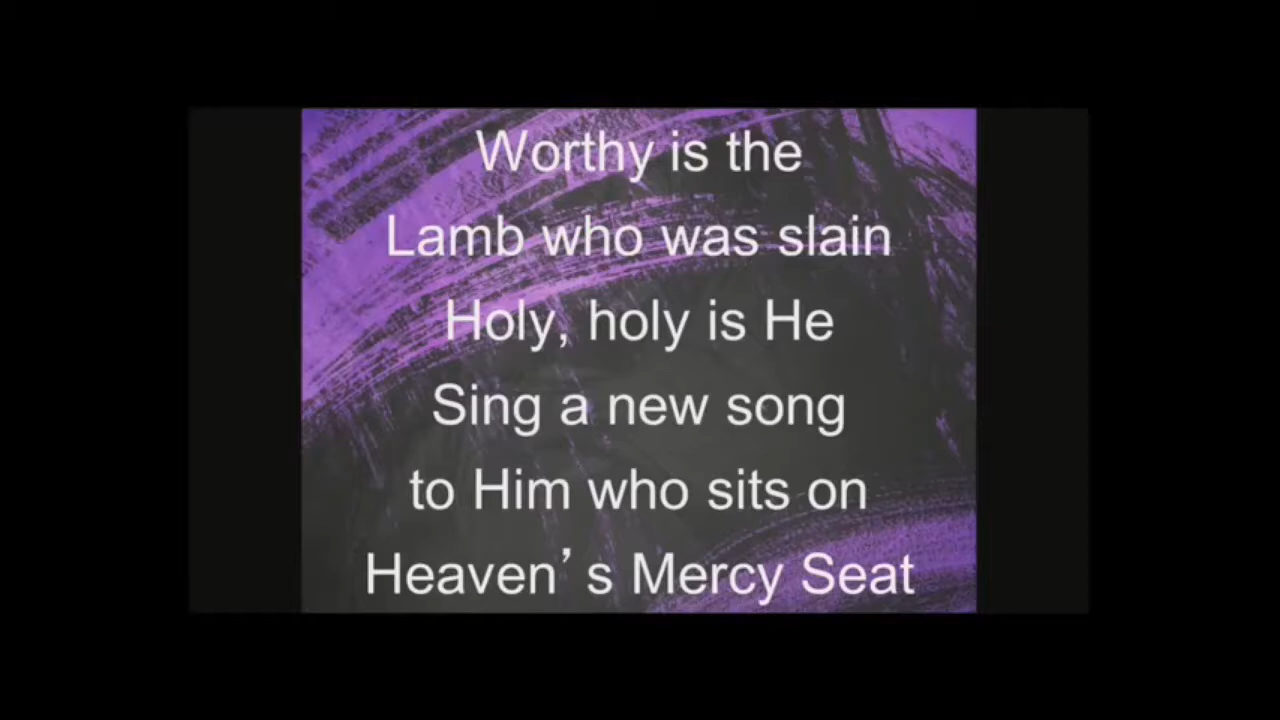 Worthy is the
Lamb who was slain
Holy, holy is He
Sing a new song
to Him who sits on
Heaven’s Mercy Seat